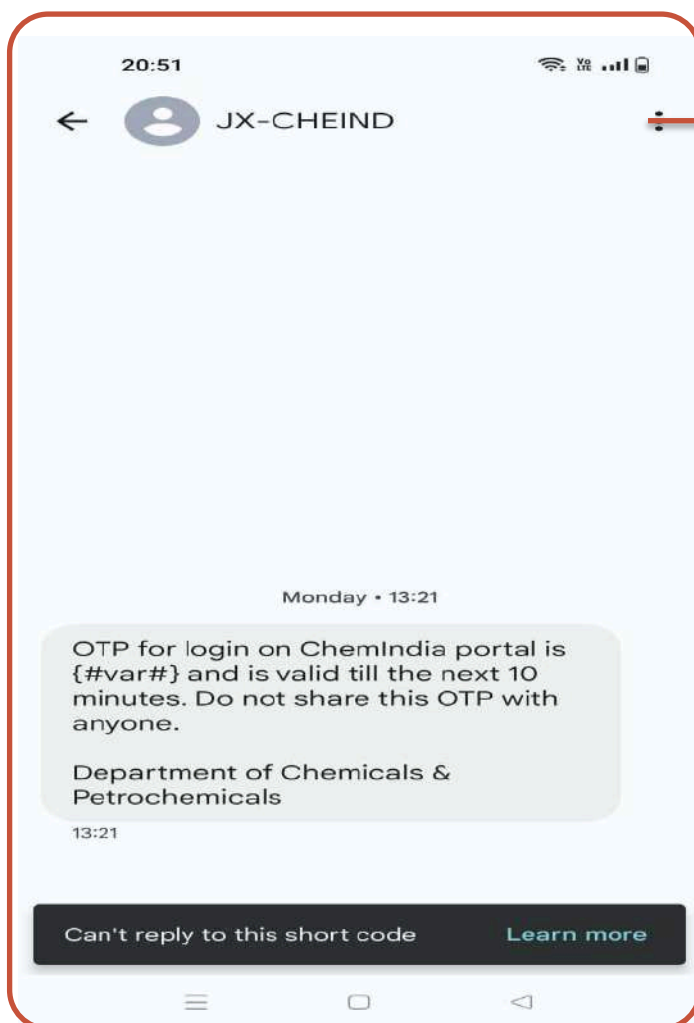 20:51
Vo
LTE
JX-CHEIND
Monday • 13:21
OTP for login on ChemIndia portal is
{#var#} and is valid till the next 10
minutes. Do not share this OTP with
anyone.
Department of Chemicals &
Petrochemicals
13:21
Can't reply to this short code Learn more